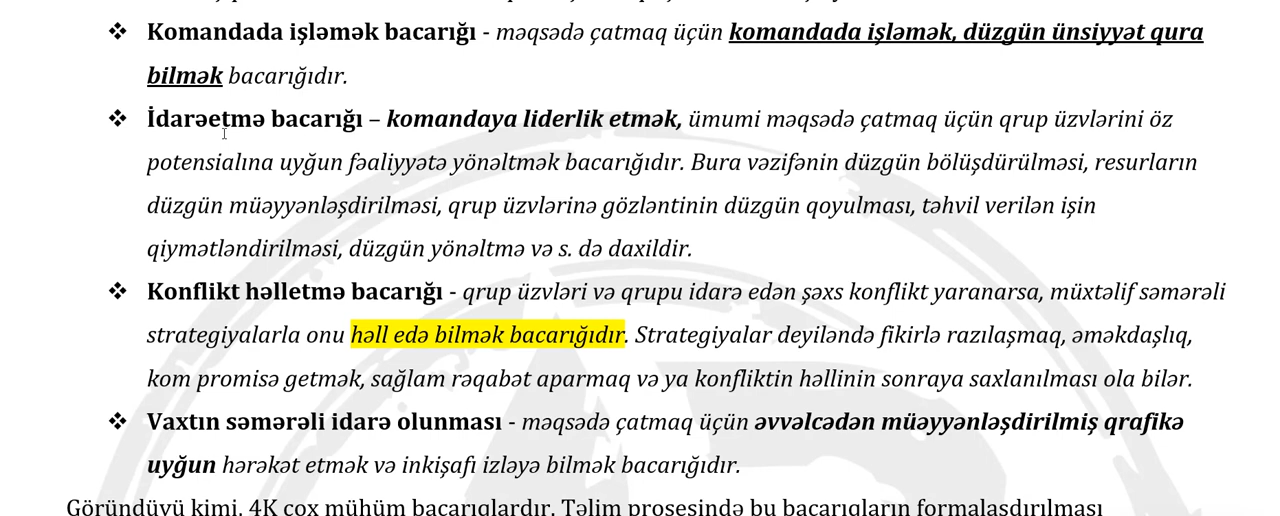 ❖ Komandada işləmək bacarığı - məqsədə çatmaq üçün komandada işləmək, düzgün ünsiyyət qura
bilmək bacarığıdır.
❖ İdarəetmə bacarığı – komandaya liderlik etmək, ümumi məqsədə çatmaq üçün qrup üzvlərini öz
potensialına uyğun fəaliyyətə yönəltmək bacarığıdır. Bura vəzifənin düzgün bölüşdürülməsi, resurların
düzgün müəyyənləşdirilməsi, qrup üzvlərinə gözləntinin düzgün qoyulması, təhvil verilən işin
qiymətləndirilməsi, düzgün yönəltmə və s. də daxildir.
❖ Konflikt həlletmə bacarığı - qrup üzvləri və qrupu idarə edən şəxs konflikt yaranarsa, müxtəlif səmərəli
strategiyalarla onu həll edə bilmək bacarığıdır. Strategiyalar deyiləndə fikirlə razılaşmaq, əməkdaşlıq,
kom promisə getmək, sağlam rəqabət aparmaq və ya konfliktin həllinin sonraya saxlanılması ola bilər.
❖ Vaxtın səmərəli idarə olunması - məqsədə çatmaq üçün əvvəlcədən müəyyənləşdirilmiş qrafikə
uyğun hərəkət etmək və inkişafı izləyə bilmək bacarığıdır.
Göründüyü kimi, 4K çox mühüm bacarıqlardır. Təlim prosesində bu bacarıqların formalaşdırılması